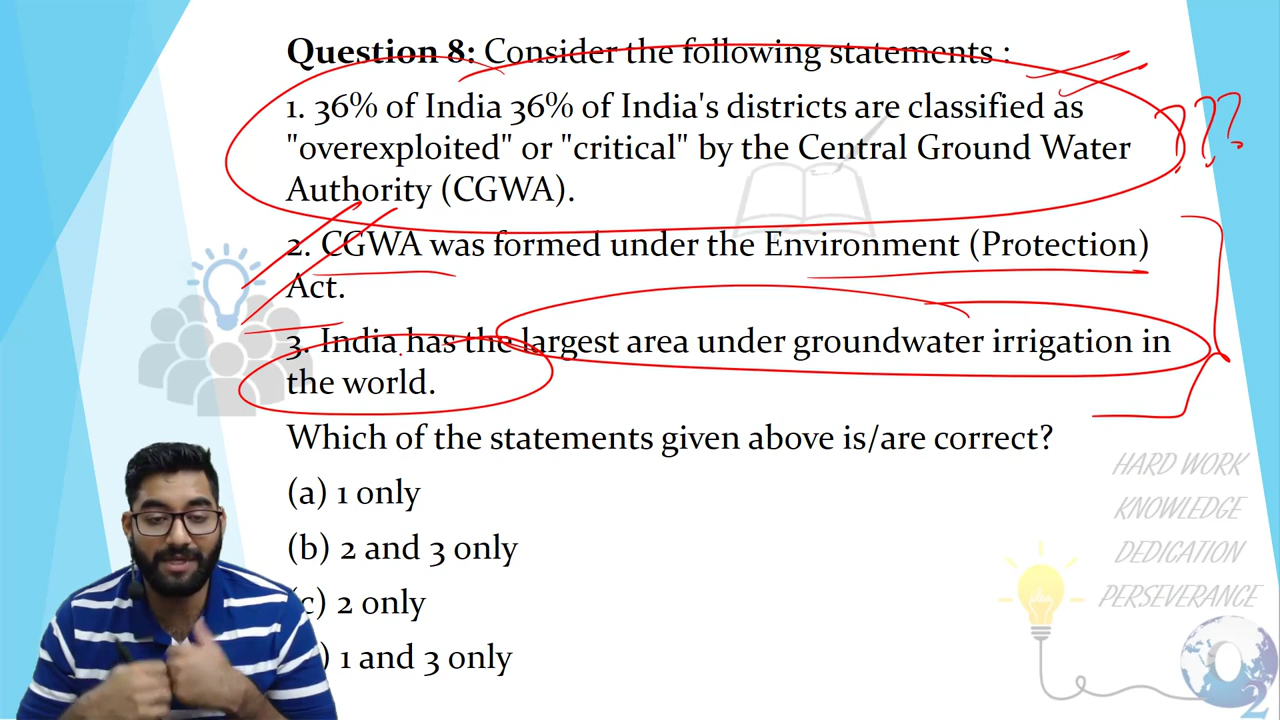 Question 8: Consider the following statements :
1. 36% of India 36% of India's districts are classified as
"overexploited" or "critical" by the Central Ground Water
Authority (CGWA).
???
2. CGWA was formed under the Environment (Protection)
Act.
3. India has the largest area under groundwater irrigation in
the world.
Which of the statements given above is/are correct?
(a) 1 only
(b) 2 and 3 only
c) 2 only
) 1 and 3 only
HARD WORK
KNOWLEDGE
DEDICATION
PERSEVERANCE
O2